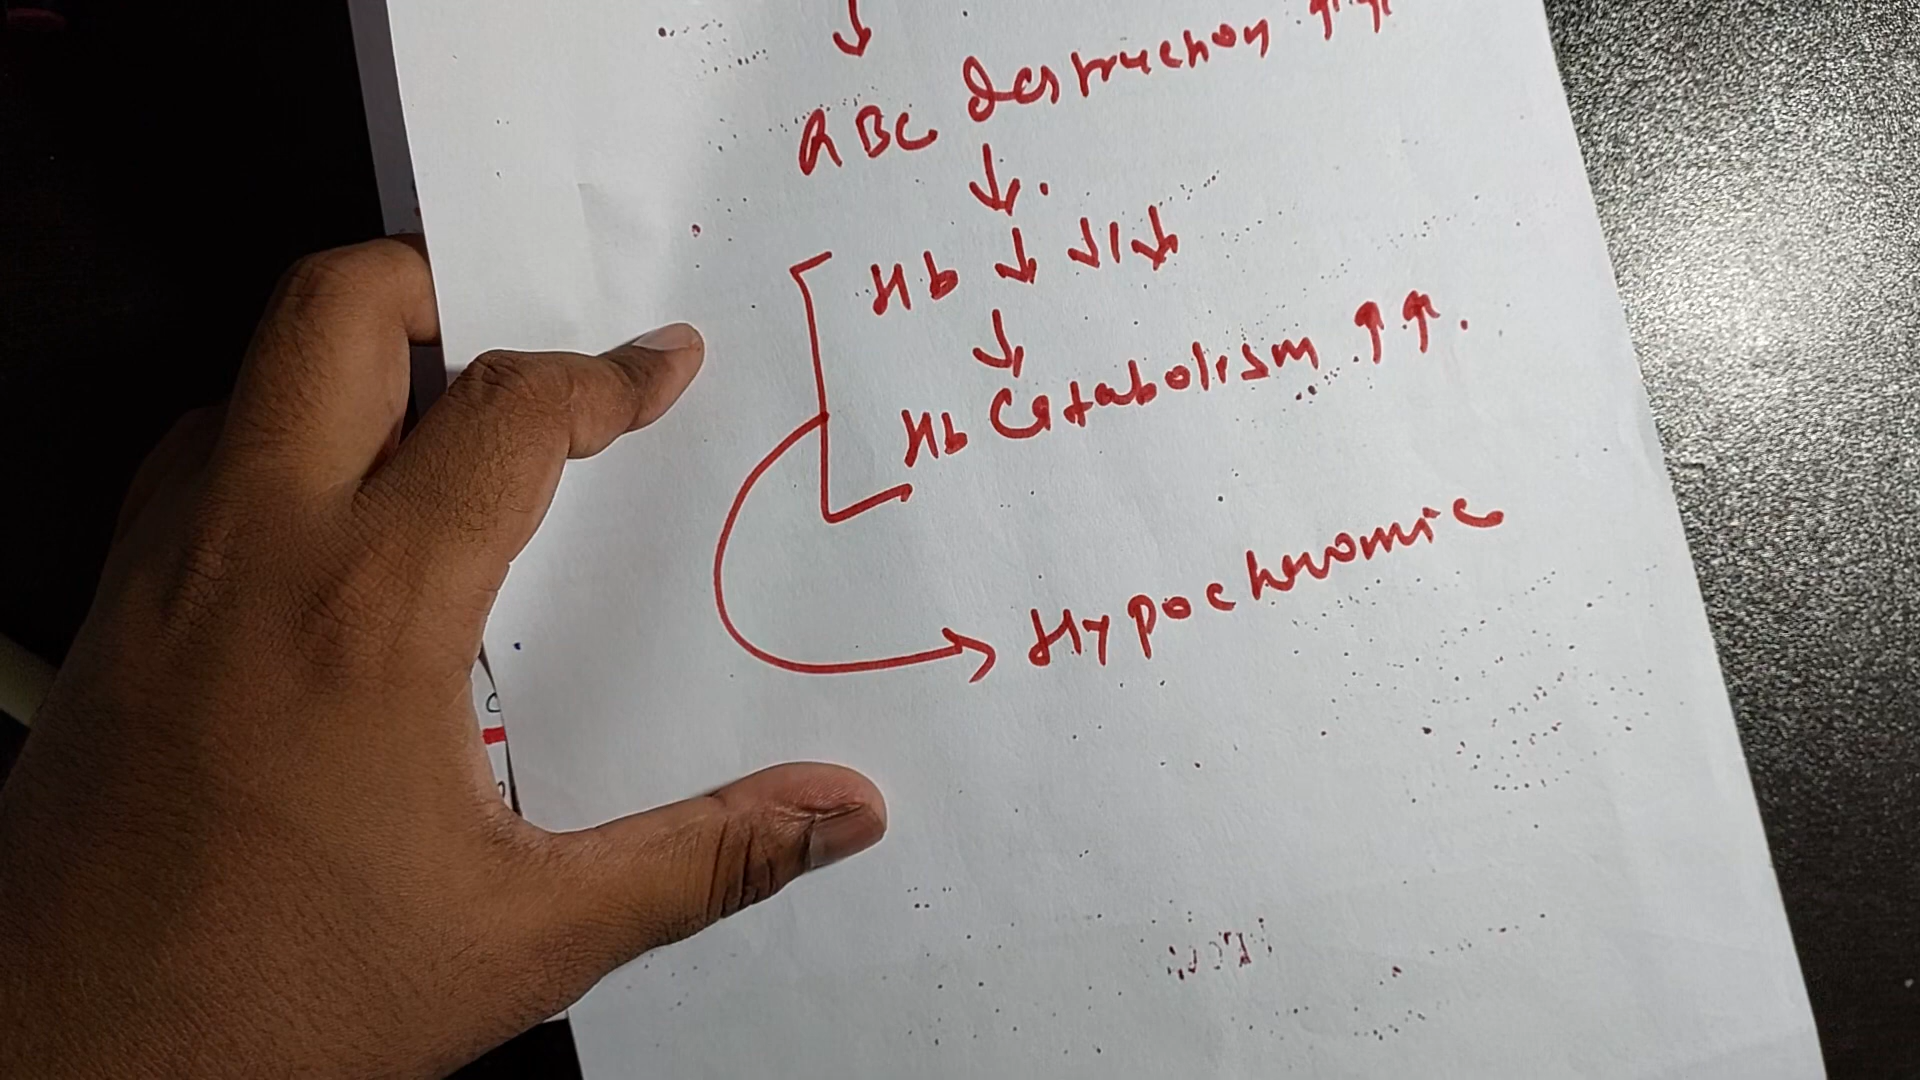 ↓
RBC destruction ↑↑
↓.
Hb ↓ ↓↓↓
↓
Hb Catabolism ↑↑.
→ Hypochromic